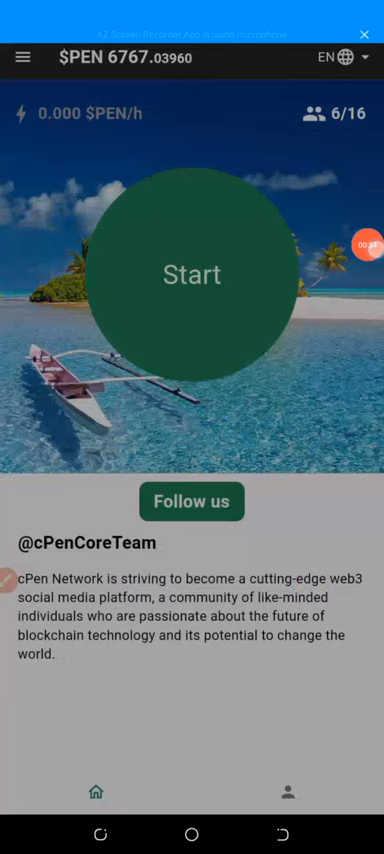 AZ Screen Recorder App is using microphone
$PEN 6767.03960
EN
0.000 $PEN/h
6/16
00:54
Start
Follow us
@cPenCoreTeam
cPen Network is striving to become a cutting-edge web3
social media platform, a community of like-minded
individuals who are passionate about the future of
blockchain technology and its potential to change the
world.